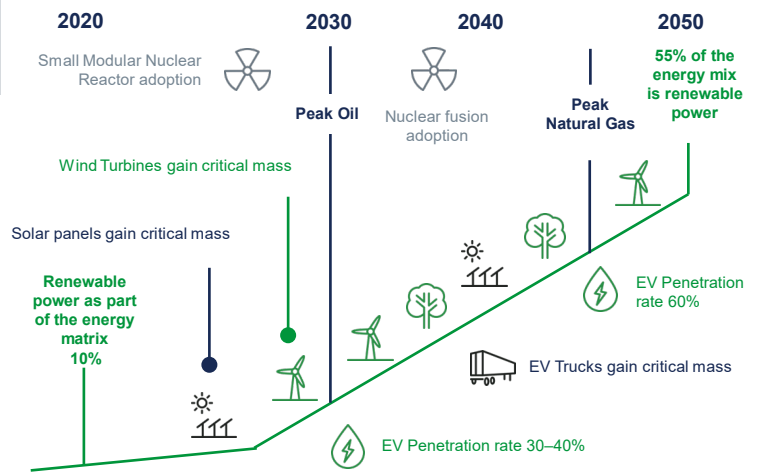 2020
2030
2040
2050
Small Modular Nuclear
Reactor adoption
Peak Oil
Nuclear fusion
adoption
Peak
Natural Gas
55% of the
energy mix
is renewable
power
Wind Turbines gain critical mass
Solar panels gain critical mass
Renewable
power as part
of the energy
matrix
10%
EV Penetration
rate 60%
EV Trucks gain critical mass
EV Penetration rate 30–40%